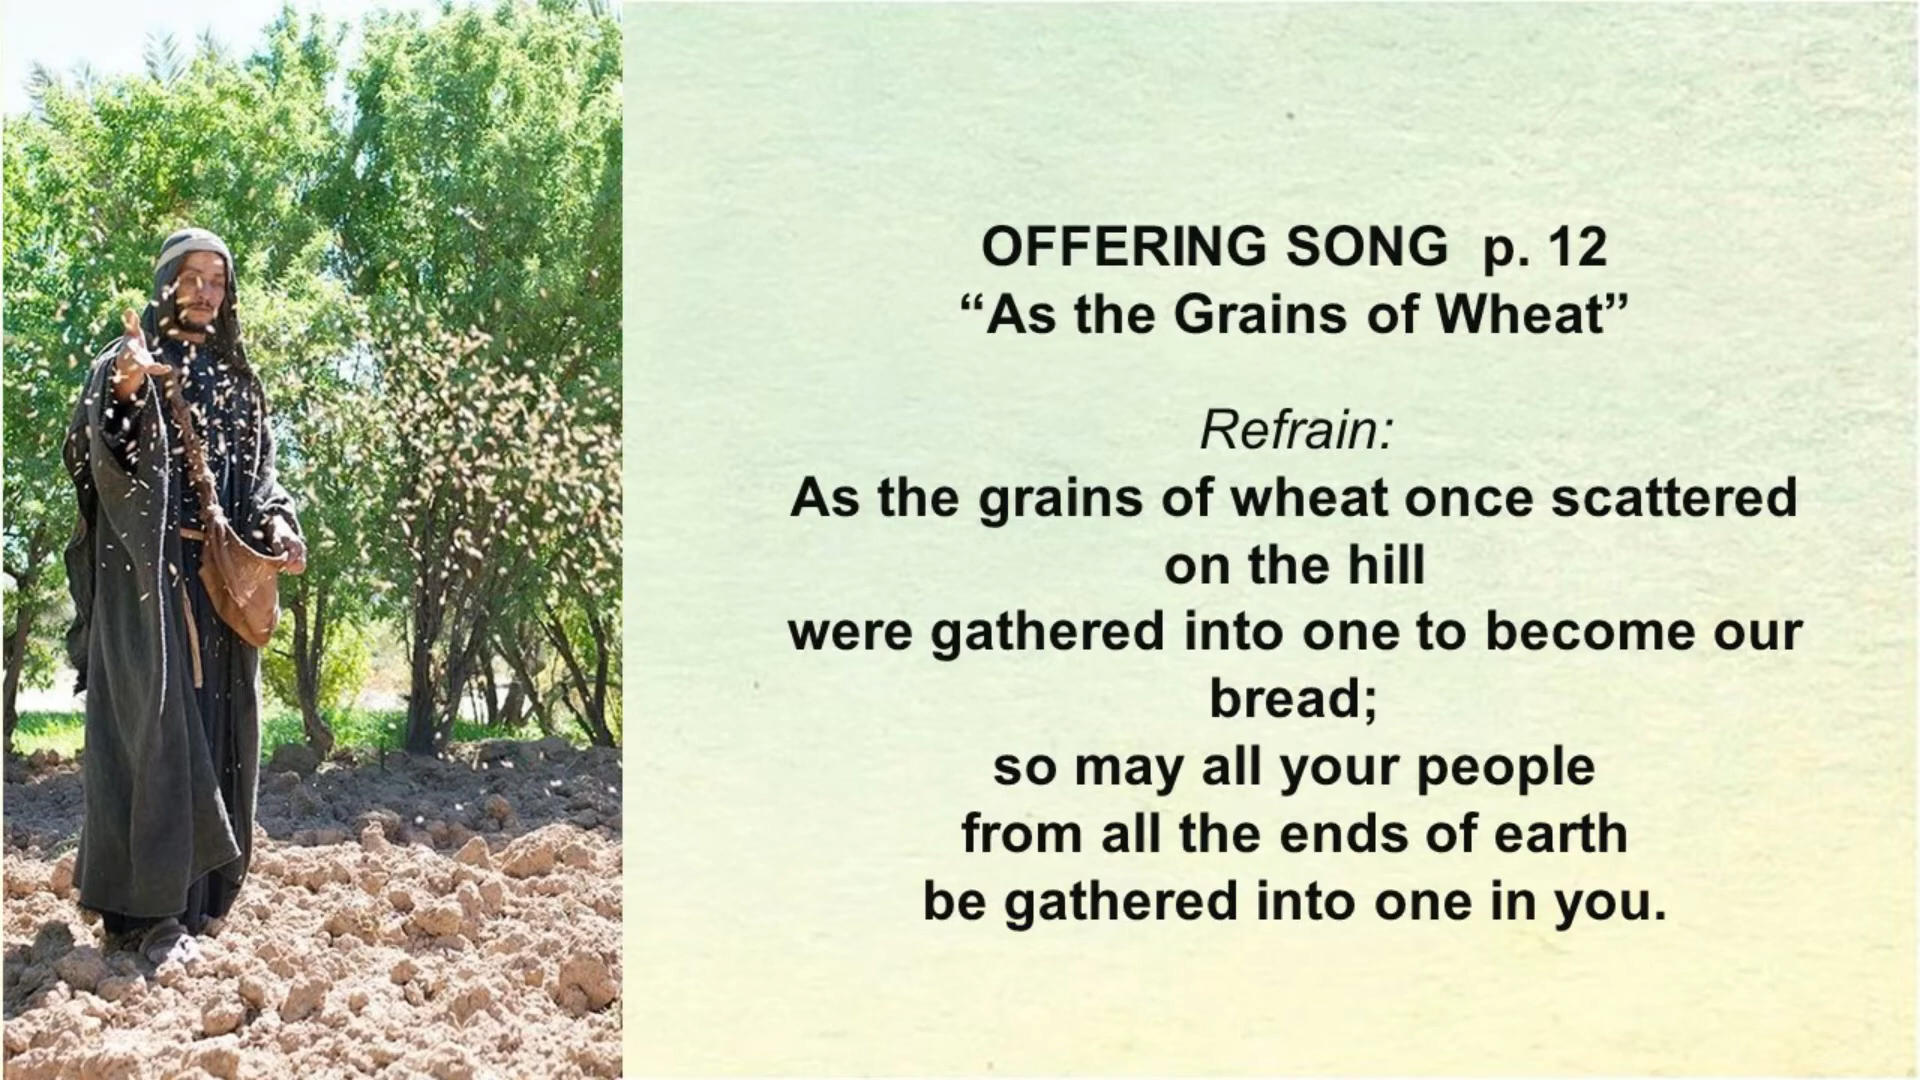 OFFERING SONG  p. 12
“As the Grains of Wheat”
Refrain:
As the grains of wheat once scattered
on the hill
were gathered into one to become our
bread;
so may all your people
from all the ends of earth
be gathered into one in you.